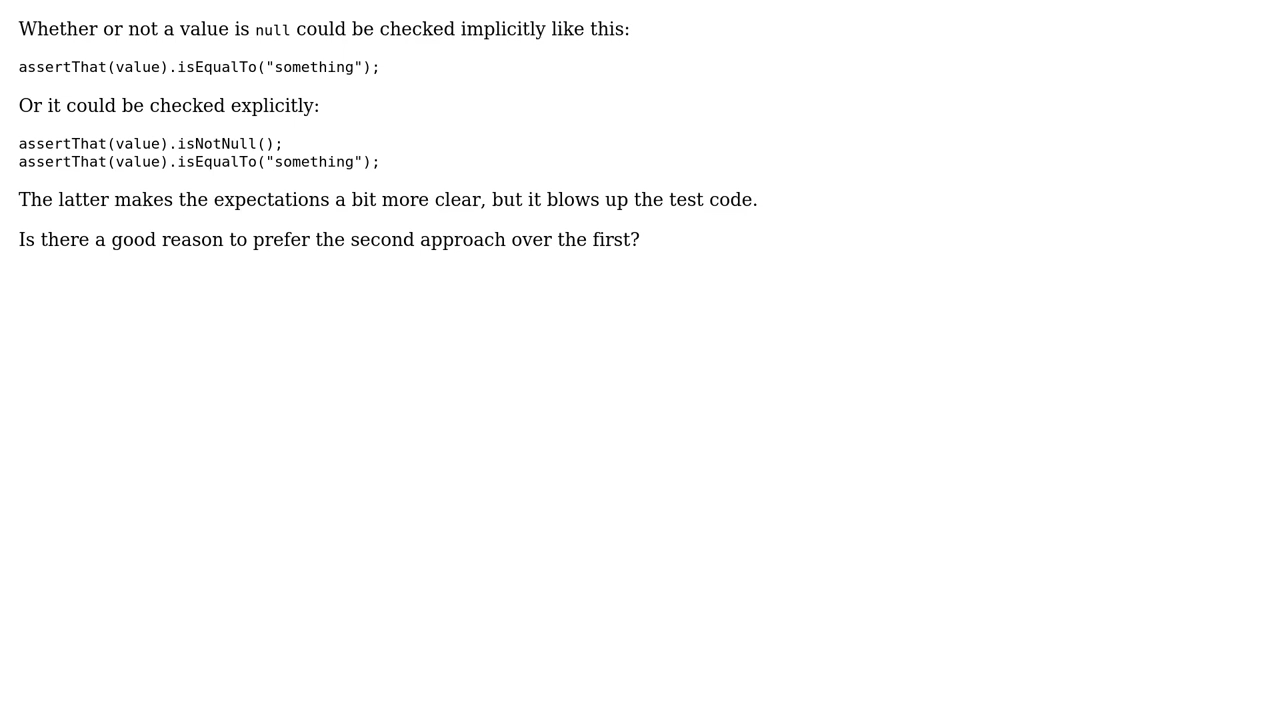 Whether or not a value is null could be checked implicitly like this:
assertThat(value).isEqualTo("something");
Or it could be checked explicitly:
assertThat(value).isNotNull();
assertThat(value).isEqualTo("something");
The latter makes the expectations a bit more clear, but it blows up the test code.
Is there a good reason to prefer the second approach over the first?